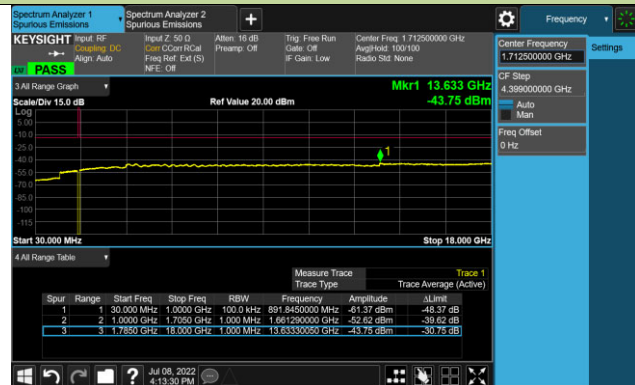 Spectrum Analyzer 1
Spurious Emissions
Spectrum Analyzer 2
Spurious Emissions
+
Frequency
KEYSIGHT
Input: RF
Coupling: DC
Align: Auto
Input Z: 50 Ω
Corr CCorr RCal
Freq Ref: Ext (S)
NFE: Off
Atten: 16 dB
Preamp: Off
Trig: Free Run
Gate: Off
IF Gain: Low
Center Freq: 1.712500000 GHz
Avg|Hold: 100/100
Radio Std: None
PASS
Center Frequency
1.712500000 GHz
Settings
CF Step
4.399000000 GHz
Auto
Man
Freq Offset
0 Hz
3 All Range Graph
Mkr1 13.633 GHz
Scale/Div 15.0 dB
Ref Value 20.00 dBm
-43.75 dBm
Log
5.00
-10.0
-25.0
-40.0
-55.0
-70.0
-85.0
-100
-115
1
Start 30.000 MHz
Stop 18.000 GHz
4 All Range Table
Measure Trace
Trace 1
Trace Type
Trace Average (Active)
Spur Range Start Freq Stop Freq RBW Frequency Amplitude ΔLimit
1 1 30.000 MHz 1.0000 GHz 100.0 kHz 891.8450000 MHz -61.37 dBm -48.37 dB
2 2 1.0000 GHz 1.7050 GHz 1.000 MHz 1.661290000 GHz -52.62 dBm -39.62 dB
3 3 1.7850 GHz 18.000 GHz 1.000 MHz 13.63330050 GHz -43.75 dBm -30.75 dB
?
Jul 08, 2022
4:13:30 PM